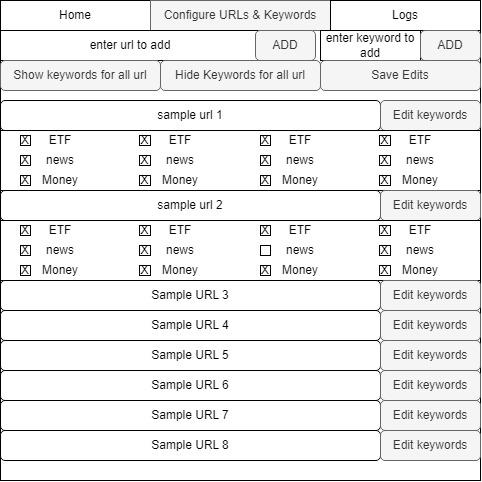 Home Configure URLs & Keywords Logs
enter url to add ADD enter keyword to add ADD
Show keywords for all url Hide Keywords for all url Save Edits
sample url 1 Edit keywords
X ETF X ETF X ETF X ETF
X news X news X news X news
X Money X Money X Money X Money
sample url 2 Edit keywords
X ETF X ETF X ETF X ETF
X news X news news X news
X Money X Money X Money X Money
Sample URL 3 Edit keywords
Sample URL 4 Edit keywords
Sample URL 5 Edit keywords
Sample URL 6 Edit keywords
Sample URL 7 Edit keywords
Sample URL 8 Edit keywords